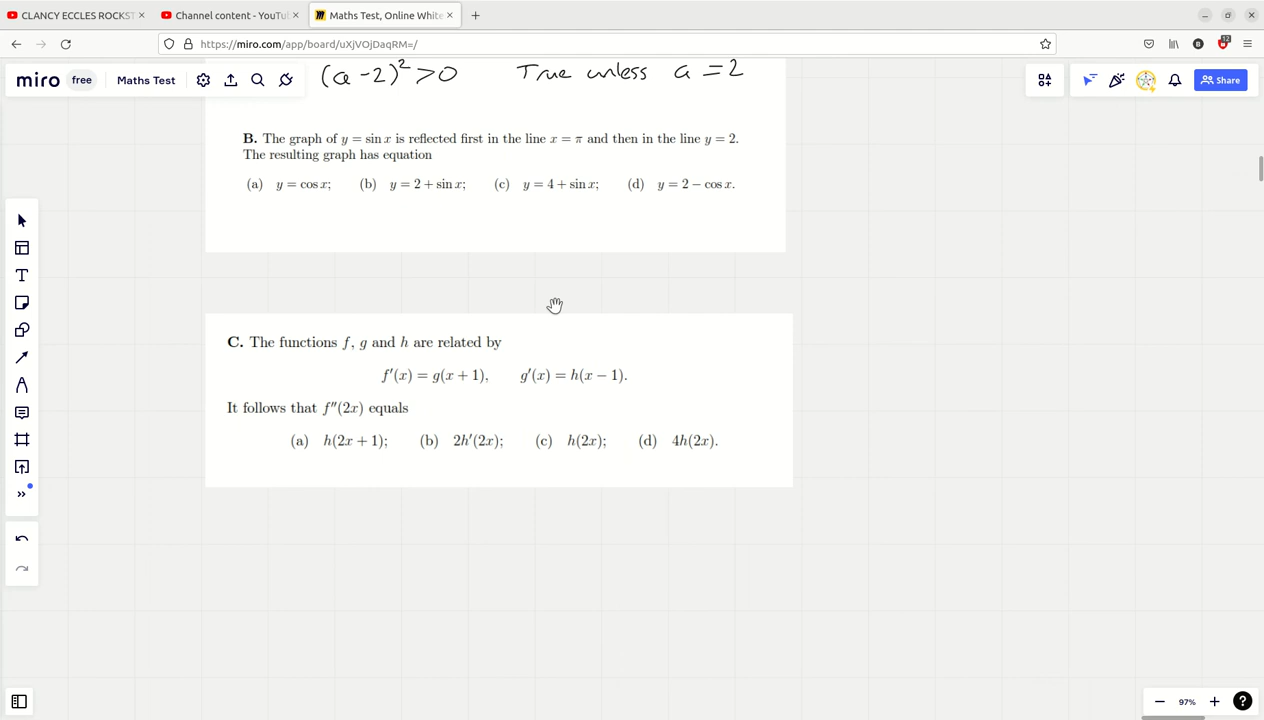 CLANCY ECCLES ROCKST
Channel content - YouTub
Maths Test, Online White
https://miro.com/app/board/uXjVOjDaqRM=/
12
miro free Maths Test
Share
(a-2)² > 0 True unless a = 2
B. The graph of y = sin x is reflected first in the line x = π and then in the line y = 2.
The resulting graph has equation
(a) y = cos x; (b) y = 2 + sin x; (c) y = 4 + sin x; (d) y = 2 − cos x.
C. The functions f, g and h are related by
f′(x) = g(x + 1), g′(x) = h(x − 1).
It follows that f″(2x) equals
(a) h(2x + 1); (b) 2h′(2x); (c) h(2x); (d) 4h(2x).
97%